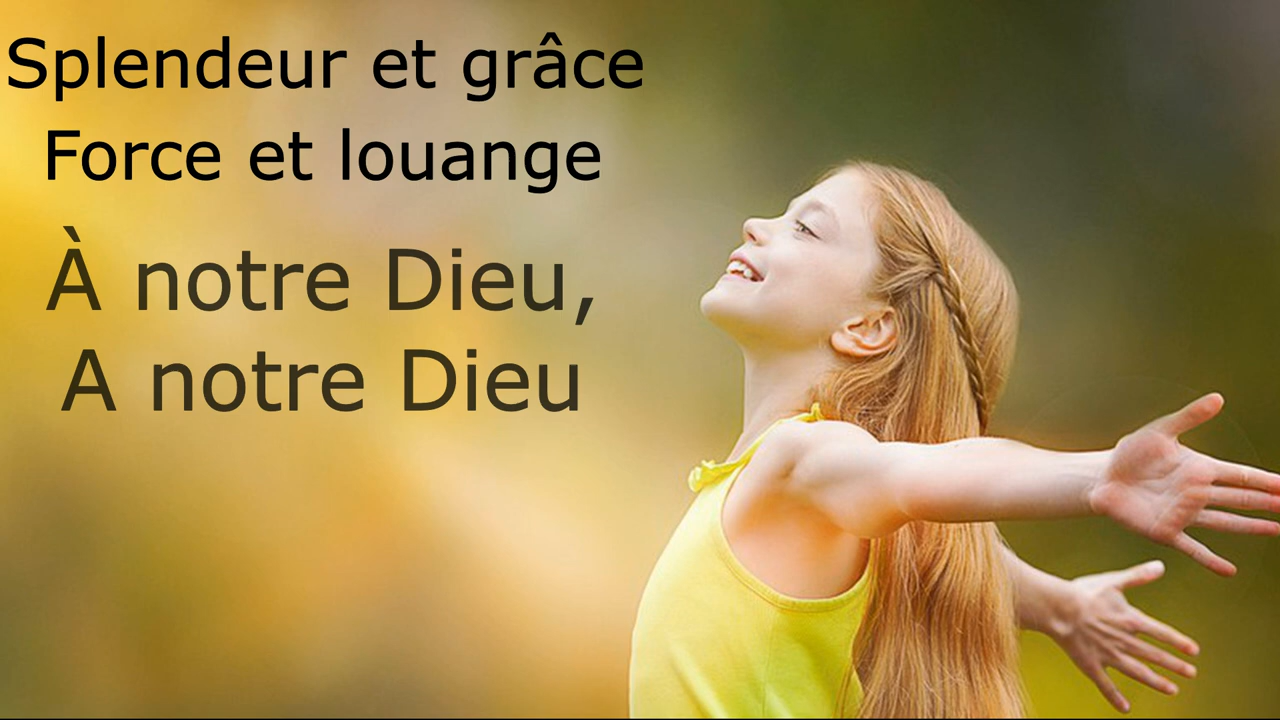 Splendeur et grâce
Force et louange
À notre Dieu,
A notre Dieu